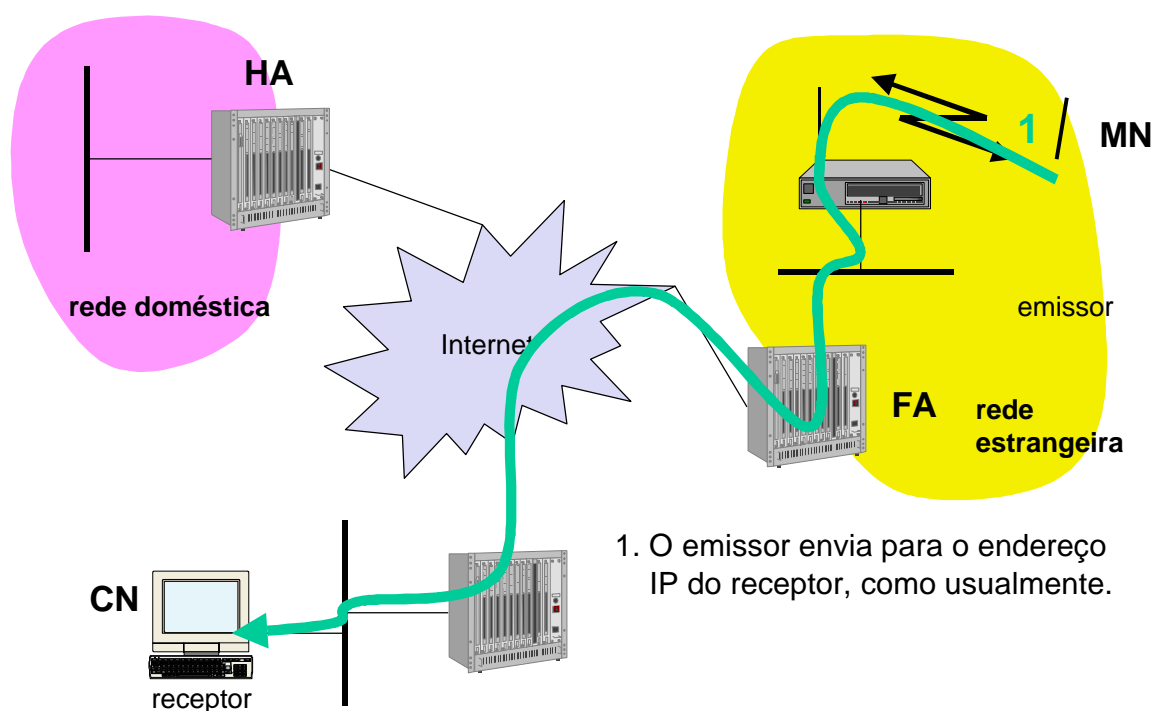 HA
1
MN
rede doméstica
emissor
Internet
FA
rede
estrangeira
1. O emissor envia para o endereço
IP do receptor, como usualmente.
CN
receptor